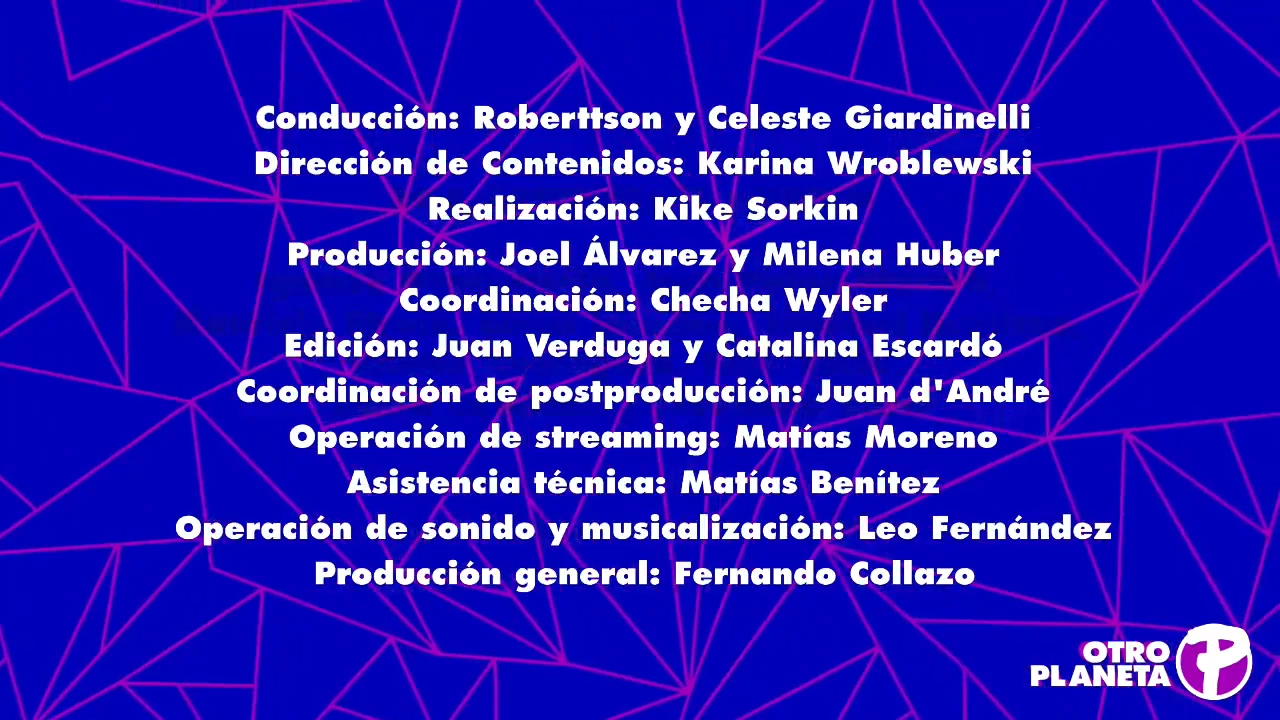 Conducción: Roberttson y Celeste Giardinelli
Dirección de Contenidos: Karina Wroblewski
Realización: Kike Sorkin
Producción: Joel Álvarez y Milena Huber
Coordinación: Checha Wyler
Edición: Juan Verduga y Catalina Escardó
Coordinación de postproducción: Juan d'André
Operación de streaming: Matías Moreno
Asistencia técnica: Matías Benítez
Operación de sonido y musicalización: Leo Fernández
Producción general: Fernando Collazo
OTRO
PLANETA
P